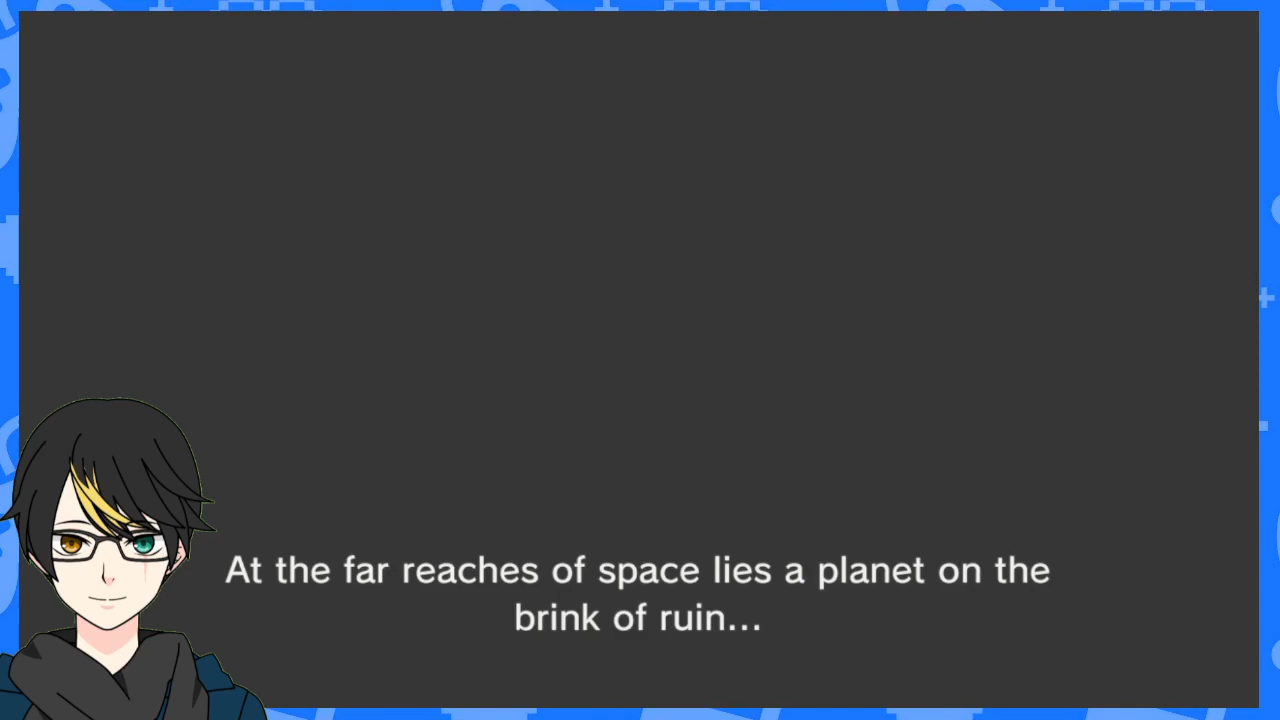 At the far reaches of space lies a planet on the
brink of ruin...